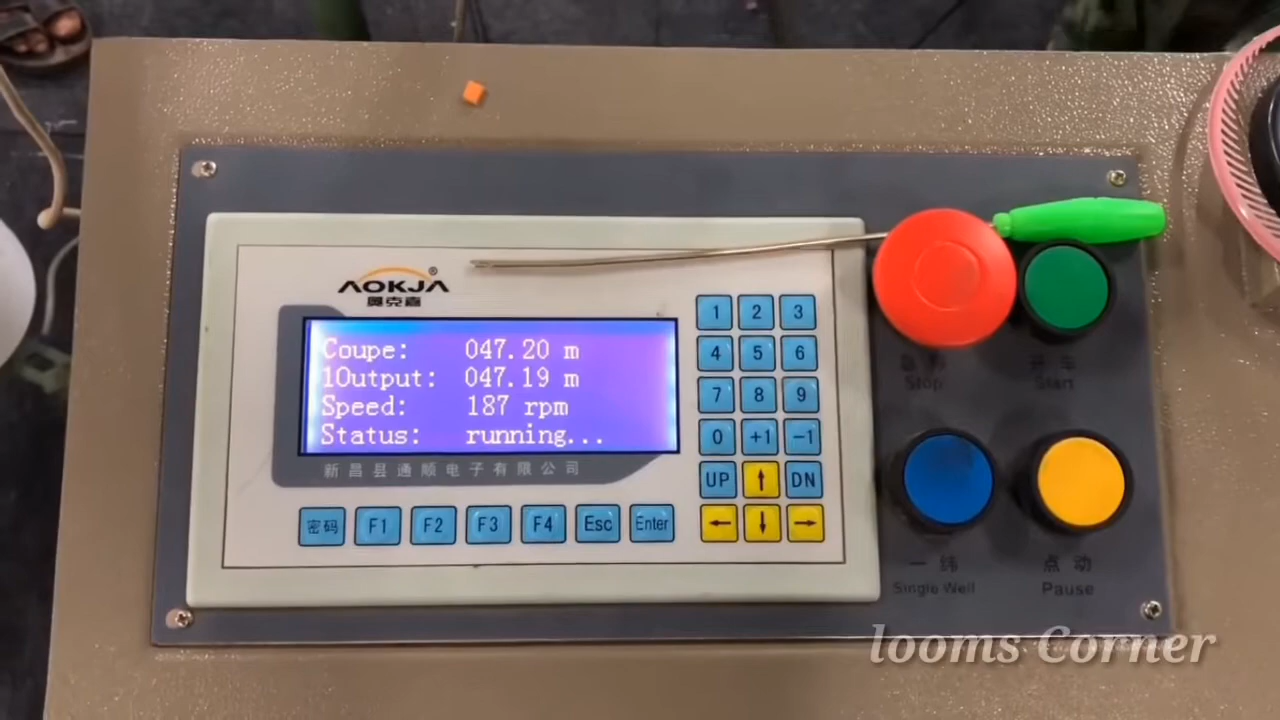 AOKJA®
奥克嘉
Coupe: 047.20 m
1Output: 047.19 m
Speed: 187 rpm
Status: running...
新昌县通顺电子有限公司
密码 F1 F2 F3 F4 Esc Enter
1 2 3
4 5 6
7 8 9
0 +1 −1
UP ↑ DN
← ↓ →
Stop
开车
Start
一纬
Single Weft
点动
Pause
looms Corner